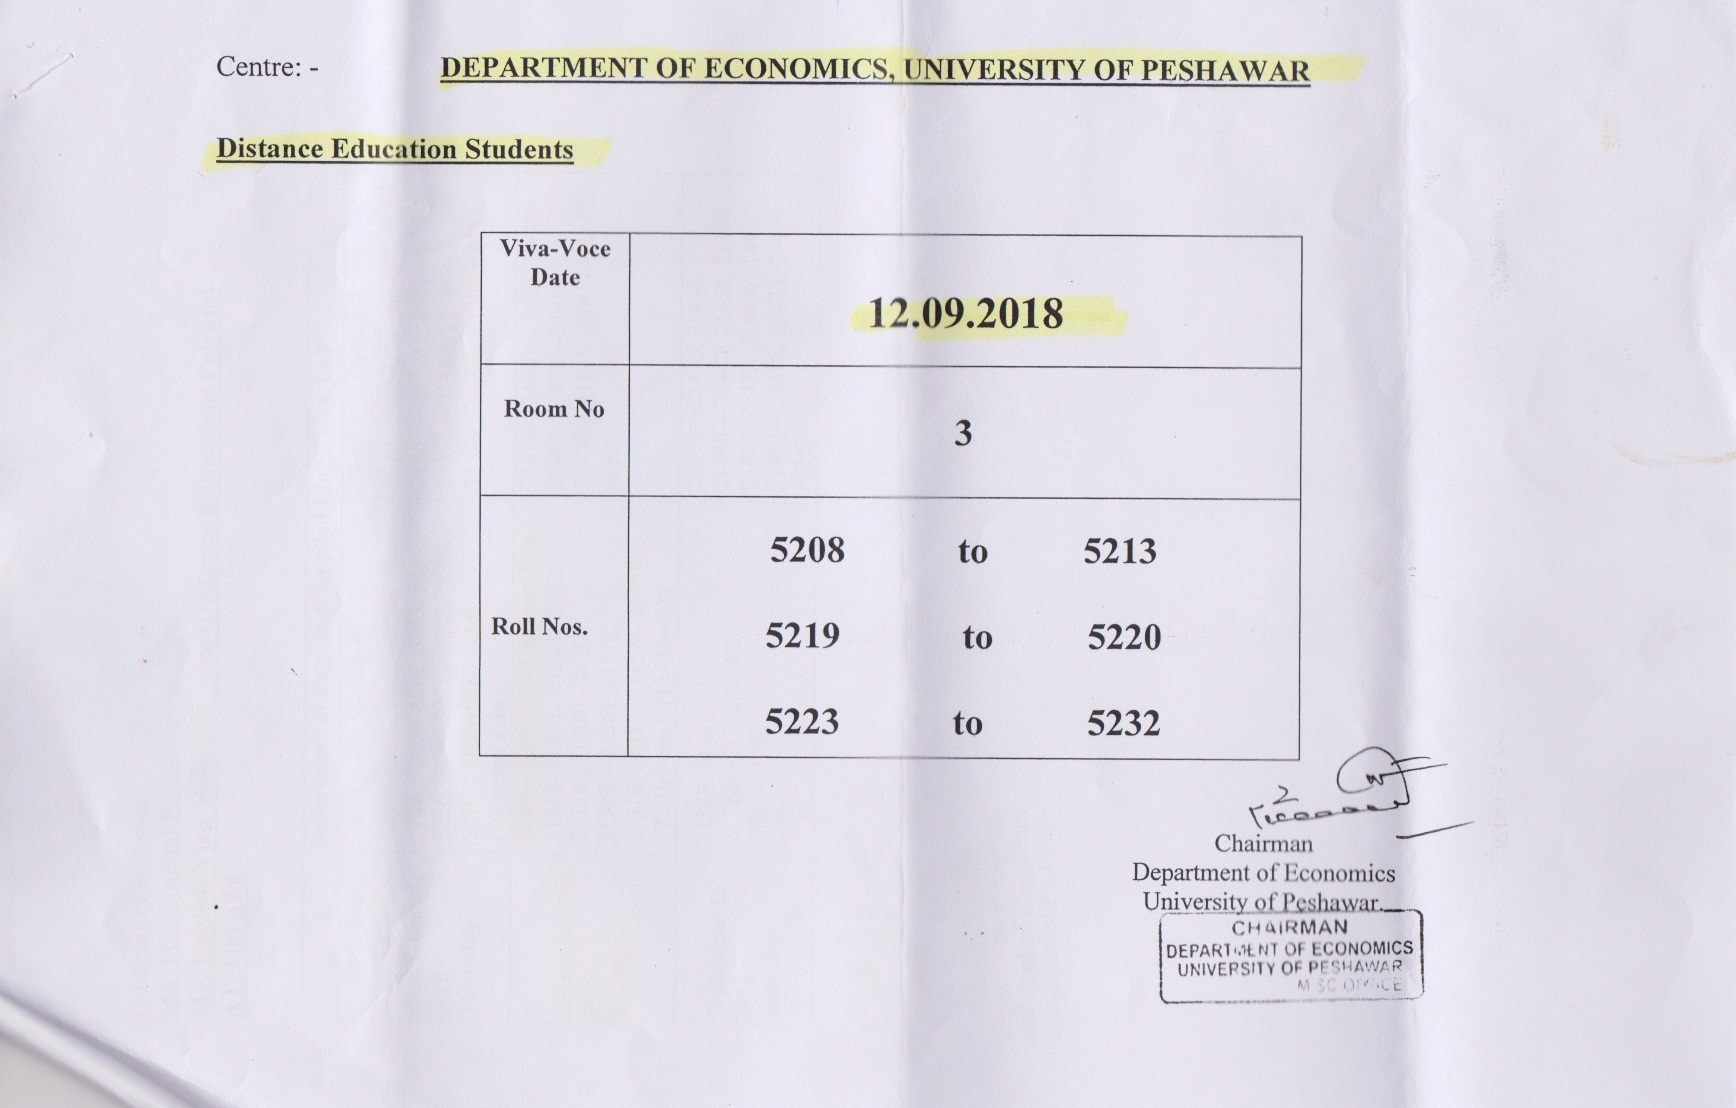 Centre: - DEPARTMENT OF ECONOMICS, UNIVERSITY OF PESHAWAR
Distance Education Students
Viva-Voce
Date
12.09.2018
Room No
3
Roll Nos.
5208 to 5213
5219 to 5220
5223 to 5232
Chairman
Department of Economics
University of Peshawar
CHAIRMAN
DEPARTMENT OF ECONOMICS
UNIVERSITY OF PESHAWAR
M SC OFFICE